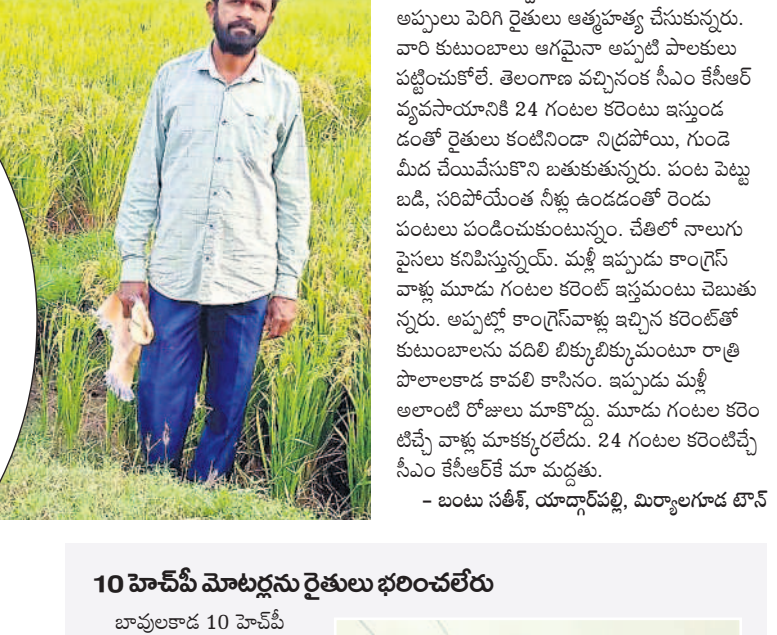 అప్పులు పెరిగి రైతులు ఆత్మహత్య చేసుకున్నరు.
వారి కుటుంబాలు ఆగమైనా అప్పటి పాలకులు
పట్టించుకోలే. తెలంగాణ వచ్చినంక సీఎం కేసీఆర్
వ్యవసాయానికి 24 గంటల కరెంటు ఇస్తుండ
డంతో రైతులు కంటినిండా నిద్రపోయి, గుండె
మీద చేయివేసుకొని బతుకుతున్నరు. పంట పెట్టు
బడి, సరిపోయేంత నీళ్లు ఉండడంతో రెండు
పంటలు పండించుకుంటున్నం. చేతిలో నాలుగు
పైసలు కనిపిస్తున్నయ్. మళ్లీ ఇప్పుడు కాంగ్రెస్
వాళ్లు మూడు గంటల కరెంట్ ఇస్తమంటు చెబుతు
న్నరు. అప్పట్లో కాంగ్రెస్‌వాళ్లు ఇచ్చిన కరెంట్‌తో
కుటుంబాలను వదిలి బిక్కుబిక్కుమంటూ రాత్రి
పొలాలకాడ కావలి కాసినం. ఇప్పుడు మళ్లీ
అలాంటి రోజులు మాకొద్దు. మూడు గంటల కరెం
టిచ్చే వాళ్లు మాకక్కరలేదు. 24 గంటల కరెంటిచ్చే
సీఎం కేసీఆర్‌కే మా మద్దతు.
– బంటు సతీశ్, యాద్గార్‌పల్లి, మిర్యాలగూడ టౌన్
10 హెచ్‌పీ మోటర్లను రైతులు భరించలేరు
బావులకాడ 10 హెచ్‌పీ